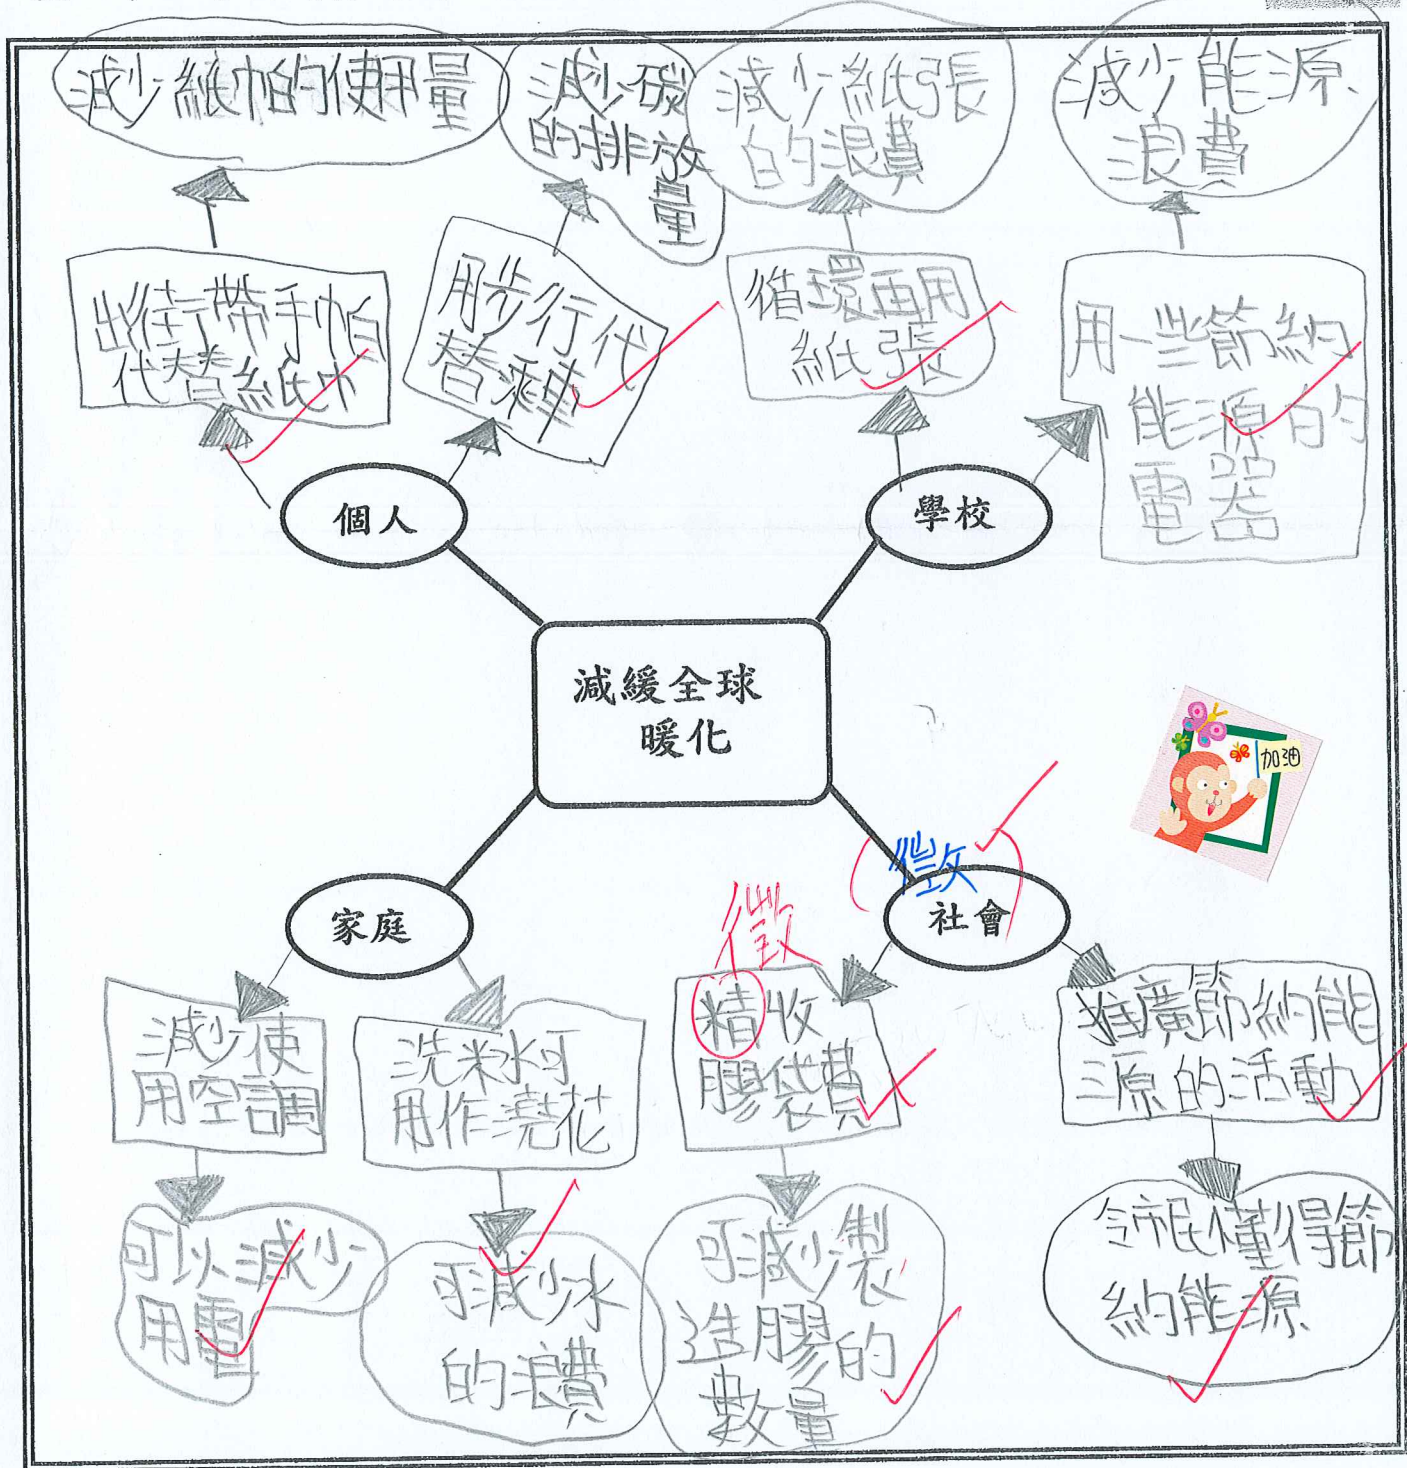 減少紙帕的使用量
減少碳
的排放
量
減少紙張
的浪費
減少能源
浪費
出街帶手帕
代替紙巾
用步行代
替乘車
循環再用
紙張
用一些節約
能源的
電器
個人
學校
減緩全球
暖化
加油
家庭
社會
徵
徵
減少使
用空調
洗米水可
用作澆花
精收
膠袋費
推廣節約能
源的活動
可以減少
用電
可減少水
的浪費
可減少製
造膠的
數量
令市民懂得節
約能源